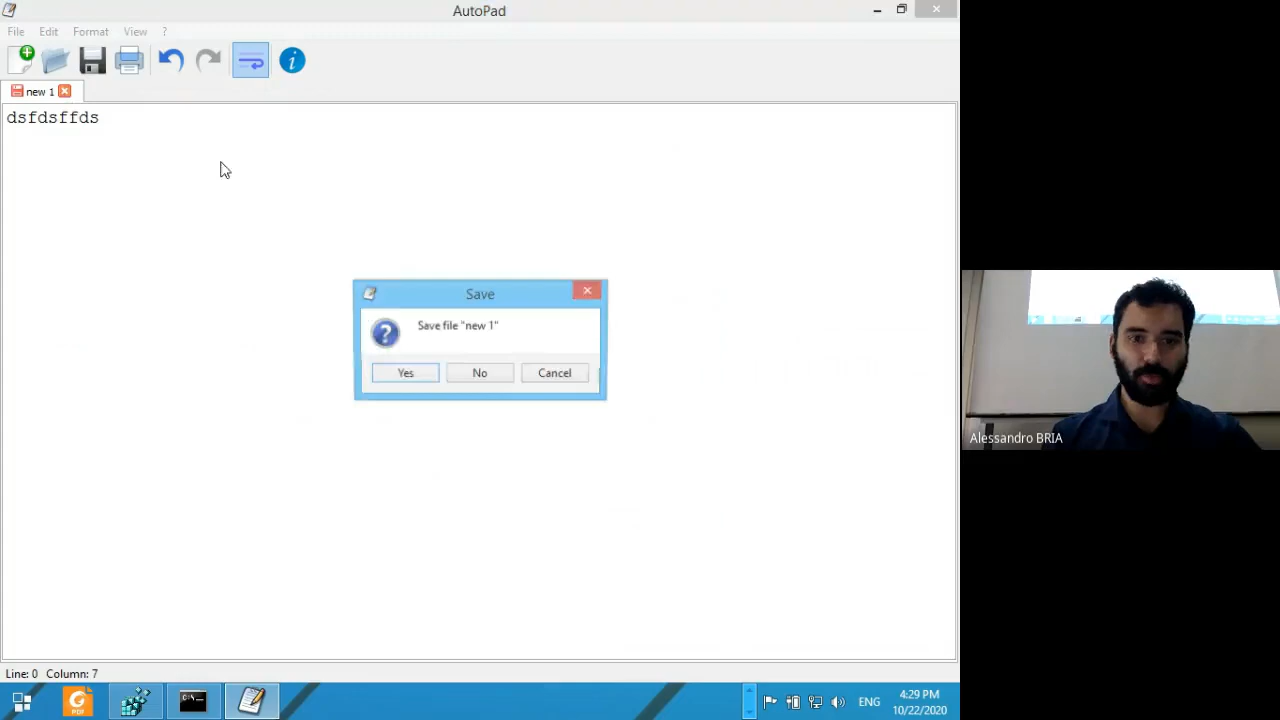 AutoPad
File Edit Format View ?
new 1
dsfdsffds
Save
Save file "new 1"
Yes No Cancel
Alessandro BRIA
Line: 0 Column: 7
PDF
C:\_
ENG
4:29 PM
10/22/2020